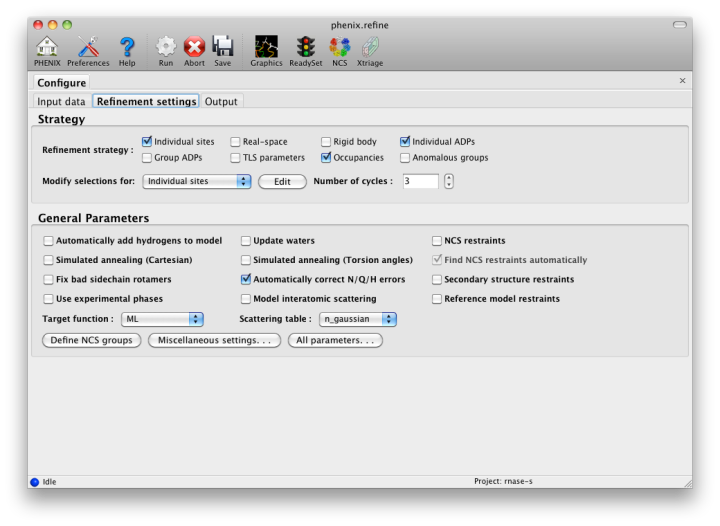 phenix.refine
PHENIX Preferences Help Run Abort Save Graphics ReadySet NCS Xtriage
Configure
Input data Refinement settings Output
Strategy
Refinement strategy : Individual sites Real-space Rigid body Individual ADPs
Group ADPs TLS parameters Occupancies Anomalous groups
Modify selections for: Individual sites Edit Number of cycles : 3
General Parameters
Automatically add hydrogens to model Update waters NCS restraints
Simulated annealing (Cartesian) Simulated annealing (Torsion angles) Find NCS restraints automatically
Fix bad sidechain rotamers Automatically correct N/Q/H errors Secondary structure restraints
Use experimental phases Model interatomic scattering Reference model restraints
Target function : ML Scattering table : n_gaussian
Define NCS groups Miscellaneous settings. . . All parameters. . .
Idle Project: rnase-s